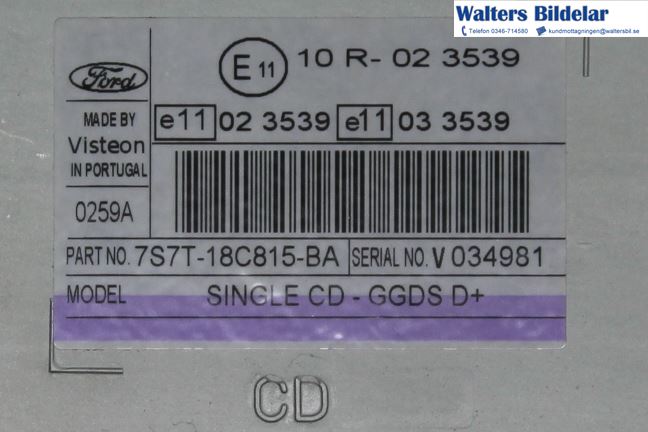 Walters Bildelar
Telefon 0346-714580 kundmottagningen@waltersbil.se
Ford
E 11 10 R- 02 3539
MADE BY
Visteon
IN PORTUGAL
e11 02 3539 e11 03 3539
0259A
PART NO. 7S7T-18C815-BA SERIAL NO. V 034981
MODEL SINGLE CD - GGDS D+
CD